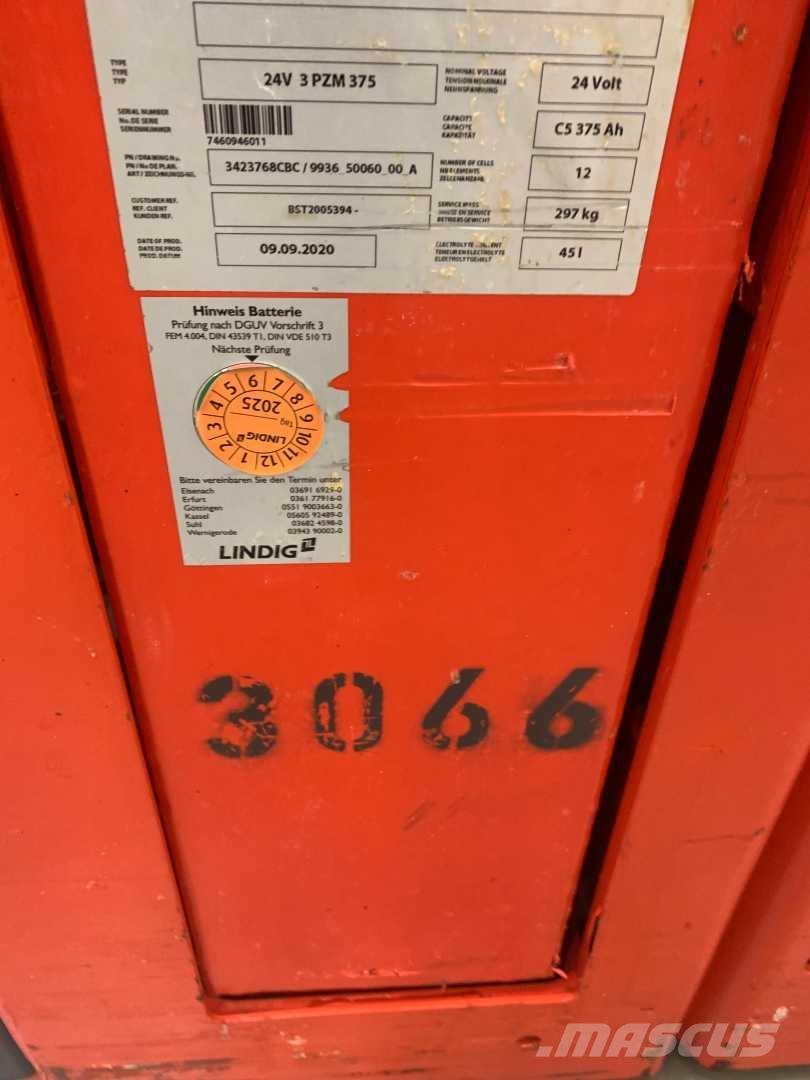 TYPE
TYPE
TYP
24V 3 PZM 375
NOMINAL VOLTAGE
TENSION NOMINALE
NENNSPANNUNG
24 Volt
SERIAL NUMBER
No. DE SERIE
SERIENNUMMER
7460946011
CAPACITY
CAPACITE
KAPAZITÄT
C5 375 Ah
PN / DRAWING No.
PN / No DE PLAN.
ART / ZEICHNUNGS-NR.
3423768CBC / 9936_50060_00_A
NUMBER OF CELLS
NB ELEMENTS
ZELLENANZAHL
12
CUSTOMER REF.
REF. CLIENT
KUNDEN REF.
BST2005394 -
SERVICE
EN SERVICE
BETRIEBSGEWICHT
297 kg
DATE OF PROD.
DATE DE PROD.
PROD. DATUM
09.09.2020
ELECTROLYTE
TENEUR EN ELECTROLYTE
ELECTROLYTGEHELT
45 l
Hinweis Batterie
Prüfung nach DGUV Vorschrift 3
FEM 4.004, DIN 43539 T1, DIN VDE 510 T3
Nächste Prüfung
1 2 3 4 5 6 7 8 9 10 11 12
2025
Tag
LINDIG
Bitte vereinbaren Sie den Termin unter
Eisenach 03691 6929-0
Erfurt 0361 77916-0
Göttingen 0551 9003663-0
Kassel 05605 92489-0
Suhl 03682 4598-0
Wernigerode 03943 90002-0
LINDIG
3066
MASCUS